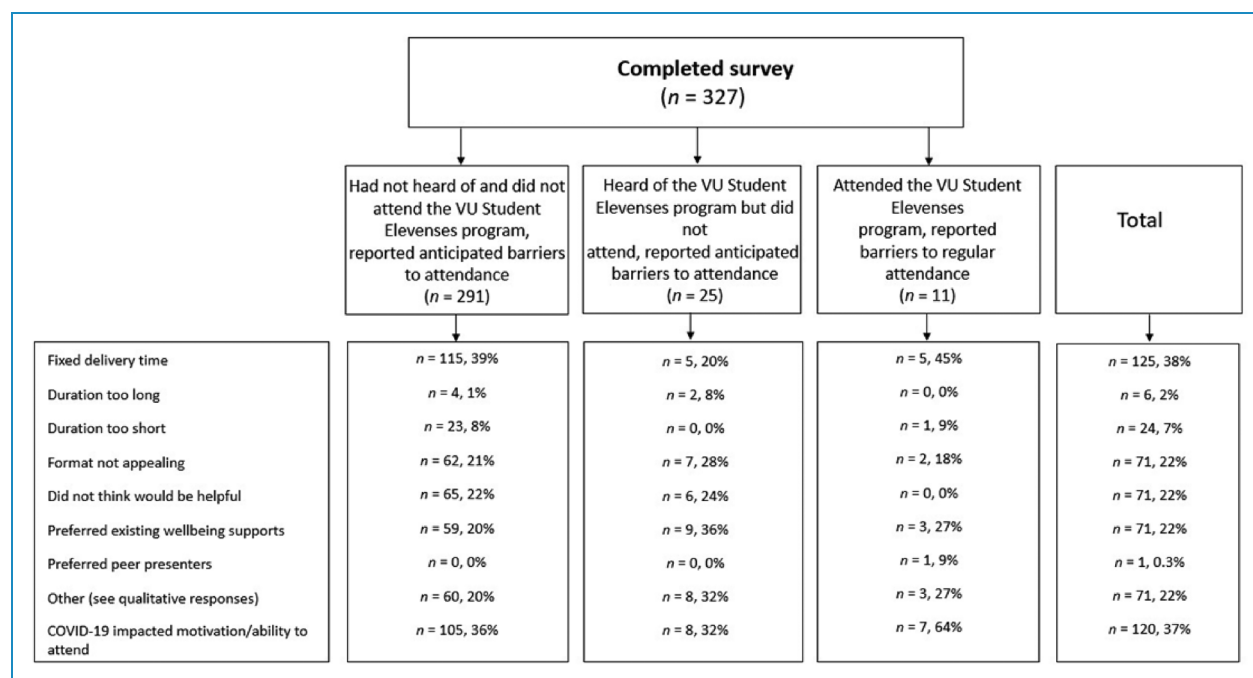 Completed survey
(n = 327)
Had not heard of and did not
attend the VU Student
Elevenses program,
reported anticipated barriers
to attendance
(n = 291)
Heard of the VU Student
Elevenses program but did
not
attend, reported anticipated
barriers to attendance
(n = 25)
Attended the VU Student
Elevenses
program, reported
barriers to regular
attendance
(n = 11)
Total
Fixed delivery time n = 115, 39% n = 5, 20% n = 5, 45% n = 125, 38%
Duration too long n = 4, 1% n = 2, 8% n = 0, 0% n = 6, 2%
Duration too short n = 23, 8% n = 0, 0% n = 1, 9% n = 24, 7%
Format not appealing n = 62, 21% n = 7, 28% n = 2, 18% n = 71, 22%
Did not think would be helpful n = 65, 22% n = 6, 24% n = 0, 0% n = 71, 22%
Preferred existing wellbeing supports n = 59, 20% n = 9, 36% n = 3, 27% n = 71, 22%
Preferred peer presenters n = 0, 0% n = 0, 0% n = 1, 9% n = 1, 0.3%
Other (see qualitative responses) n = 60, 20% n = 8, 32% n = 3, 27% n = 71, 22%
COVID-19 impacted motivation/ability to n = 105, 36% n = 8, 32% n = 7, 64% n = 120, 37%
attend